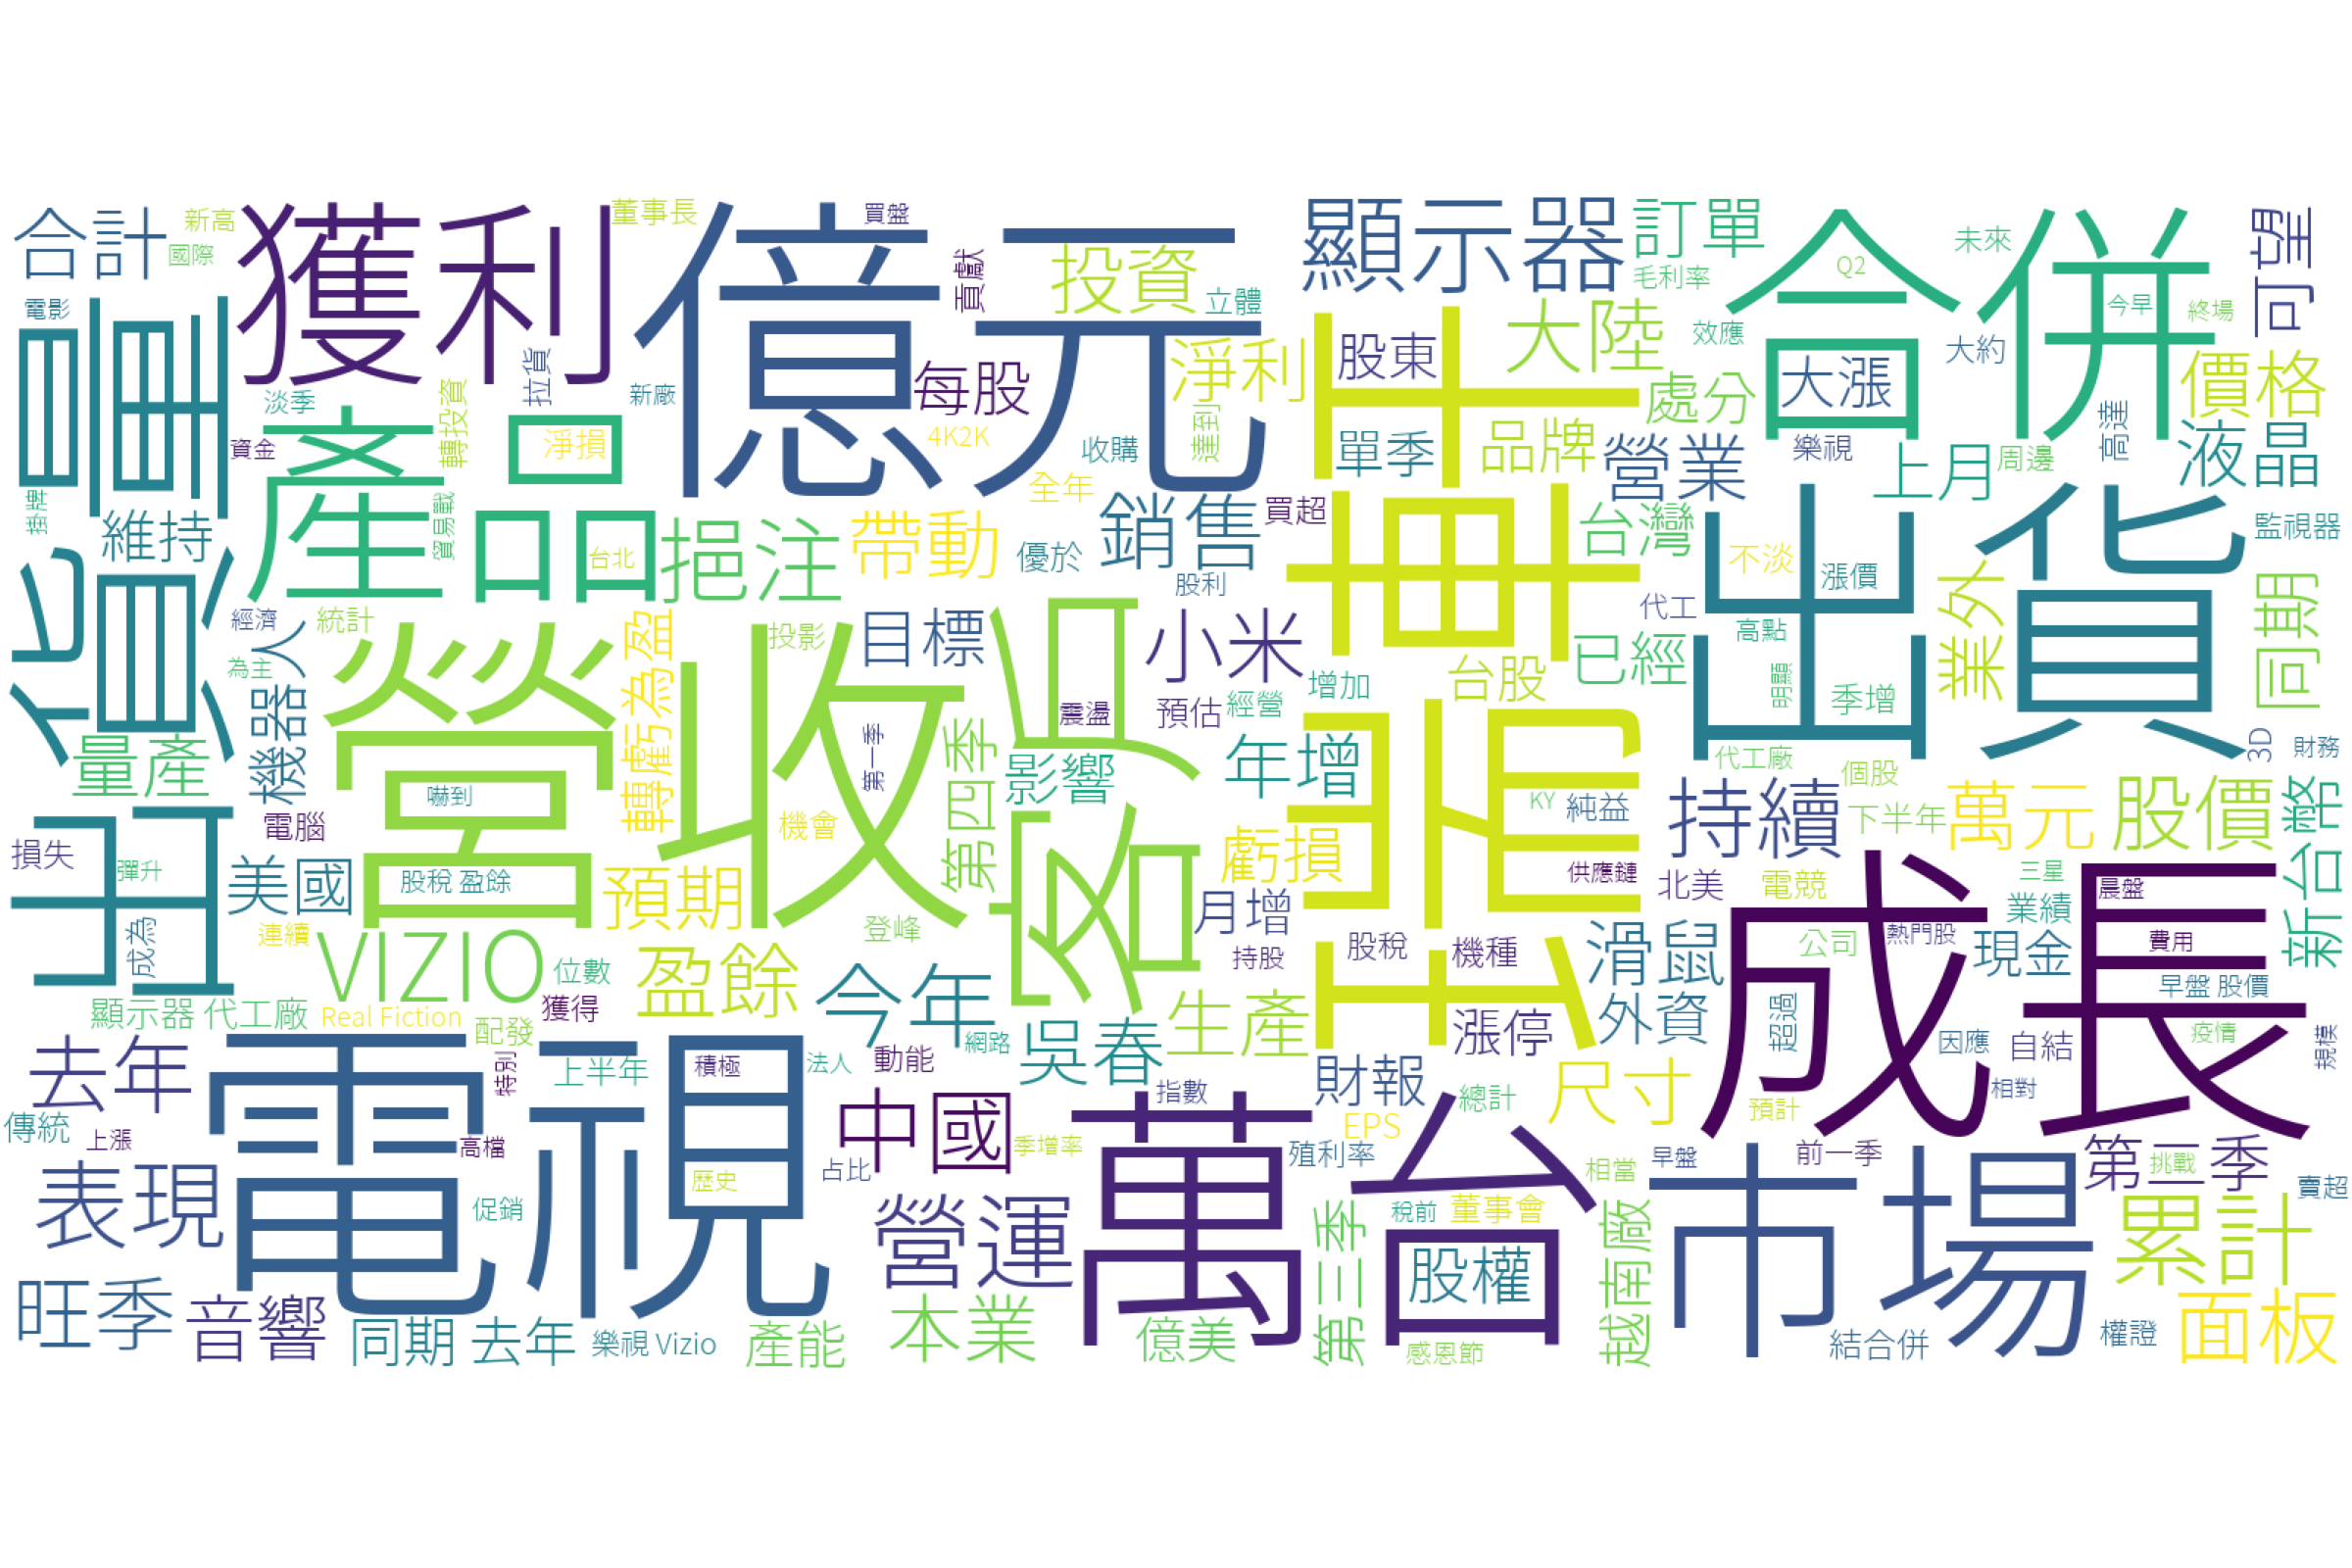 合計
新高
國際
獲利
董事長
買盤
億元
貢獻
投資
立體
顯示器
訂單
毛利率
合併
Q2
未來
今早
終場
可望
電影
出貨量
淡季
資金
拉貨
轉投資
新廠
每股
4K2K
收購
達到
淨利
股東
大陸
效應
處分
大漲
大約
價格
高達
掛牌
維持
產品
淨損
台北
貿易戰
挹注
帶動
全年
優於
銷售
買超
單季
品牌
營業
台灣
樂視
上月
周邊
液晶
監視器
經濟
為主
統計
機器人
轉虧為盈
投影
目標
客戶
股利
小米
瑞軒
代工
已經
不淡
漲價
高點
出貨
業外
同期
量產
營收
嚇到
機會
第一季
第四季
震盪
影響
預估
經營
增加
年增
台股
明顯
季增
3D
財務
電腦
損失
彈升
美國
股稅 盈餘
預期
登峰
虧損
KY
純益
代工廠
個股
持續
下半年
萬元
股價
新台幣
成為
連續
VIZIO
位數
盈餘
今年
月增
持股
股稅
機種
供應鏈
北美
電競
三星
業績
晨盤
滑鼠
公司
熱門股
現金
費用
顯示器 代工廠
Real Fiction
配發
獲得
動能
網路
吳春
生產
漲停
外資
超過
成長
早盤 股價
因應
自結
疫情
規模
去年
特別
上半年
積極
法人
中國
季增率
指數
財報
總計
尺寸
預計
相對
傳統
上漲
電視
高檔
歷史
占比
萬台
EPS
殖利率
相當
早盤
前一季
第二季
挑戰
賣超
表現
促銷
營運
稅前
董事會
市場
累計
旺季
音響
同期 去年
樂視 Vizio
產能
本業
億美
第三季
股權
感恩節
越南廠
結合併
權證
面板